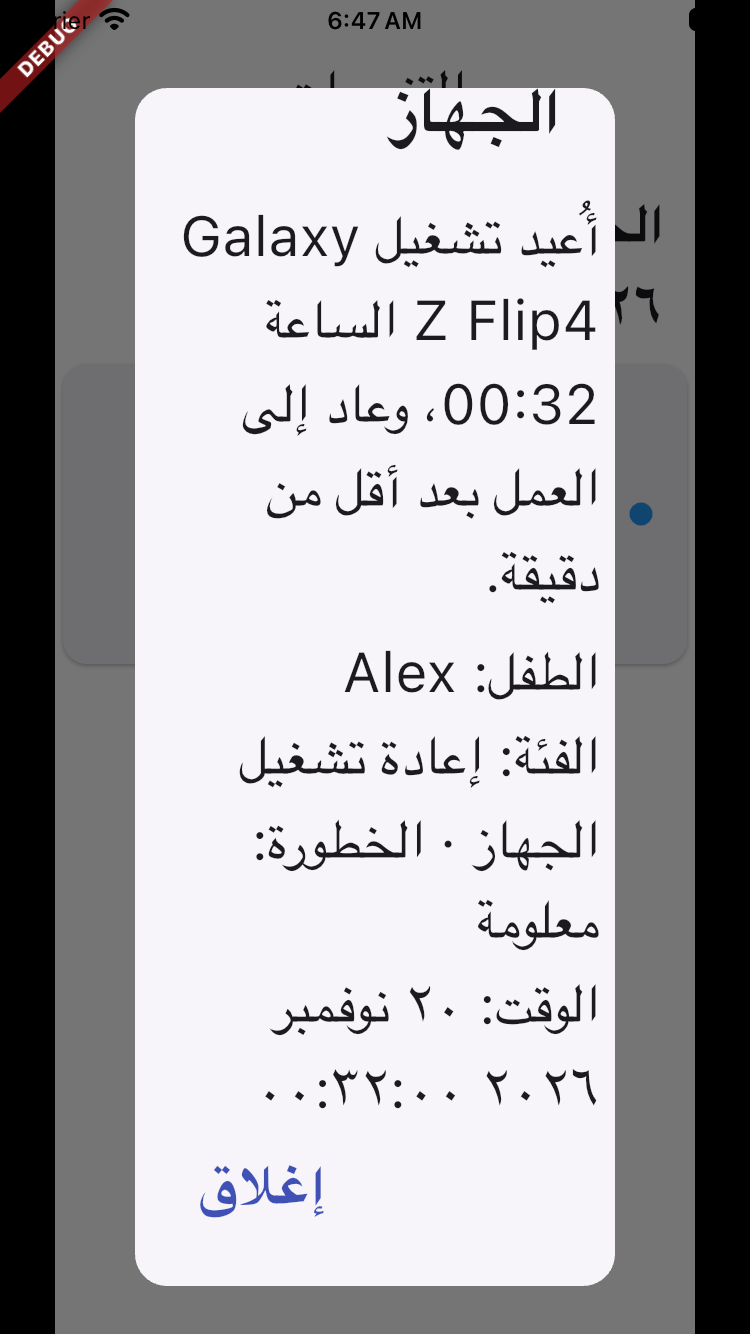 6:47 AM
DEBUG
الجهاز
أُعيد تشغيل Galaxy
Z Flip4 الساعة
00:32، وعاد إلى
العمل بعد أقل من
دقيقة.
الطفل: Alex
الفئة: إعادة تشغيل
الجهاز · الخطورة:
معلومة
الوقت: ٢٠ نوفمبر
٢٠٢٦ ٠٠:٣٢:٠٠
إغلاق